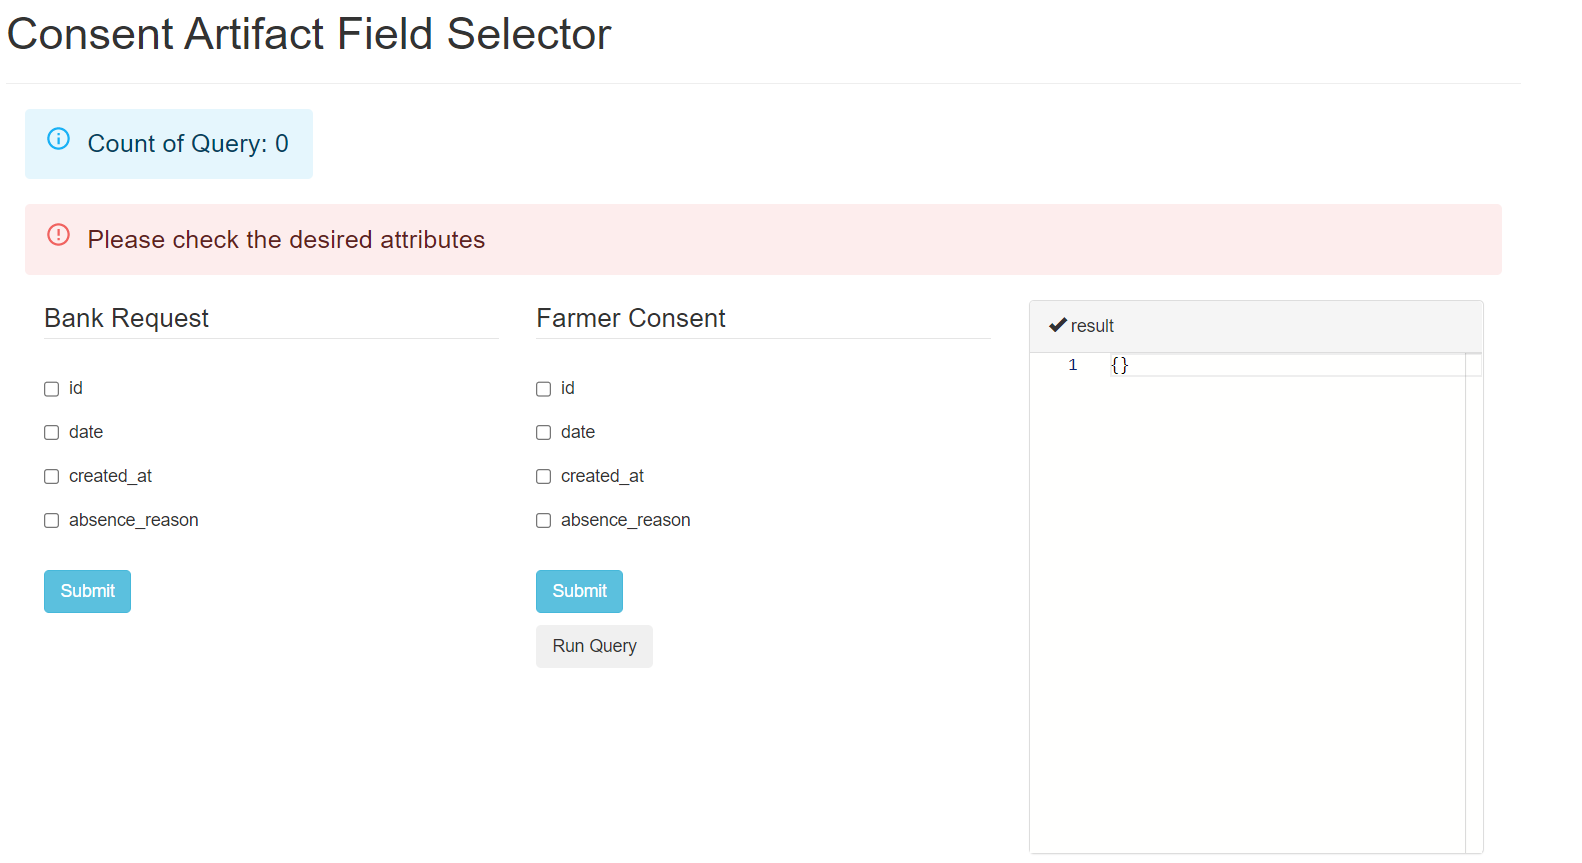 Consent Artifact Field Selector
Count of Query: 0
Please check the desired attributes
Bank Request
id
date
created_at
absence_reason
Submit
Farmer Consent
id
date
created_at
absence_reason
Submit
Run Query
result
1 {}